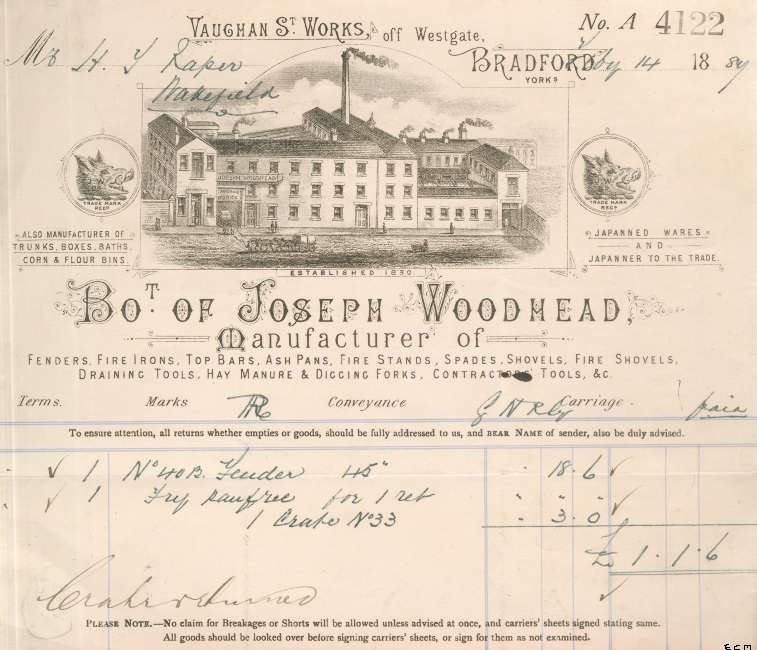 VAUGHAN ST. WORKS, off Westgate,
No. A 4122
BRADFORD
YORKS
Feby 14 1889
Mr H. T Raper
Wakefield
JOSEPH WOODHEAD
TRADE MARK
REGD
TRADE MARK
REGD
ALSO MANUFACTURER OF
TRUNKS, BOXES, BATHS,
CORN & FLOUR BINS.
JAPANNED WARES
AND
JAPANNER TO THE TRADE.
ESTABLISHED 1850
BOT. OF JOSEPH WOODHEAD,
Manufacturer of
FENDERS, FIRE IRONS, TOP BARS, ASH PANS, FIRE STANDS, SPADES, SHOVELS, FIRE SHOVELS,
DRAINING TOOLS, HAY MANURE & DIGGING FORKS, CONTRACTORS' TOOLS, &C.
Terms. Marks Conveyance G N Rly Carriage. paid
To ensure attention, all returns whether empties or goods, should be fully addressed to us, and BEAR NAME of sender, also be duly advised.
✓ 1 No 40B. Fender 45" " 18.6 ✓
✓ 1 for 1 ret " " " ✓
1 Crate No 33 " 3.0 ✓
£ 1.1.6
✓
Crate returned
PLEASE NOTE.—No claim for Breakages or Shorts will be allowed unless advised at once, and carriers' sheets signed stating same.
All goods should be looked over before signing carriers' sheets, or sign for them as not examined.
ECM